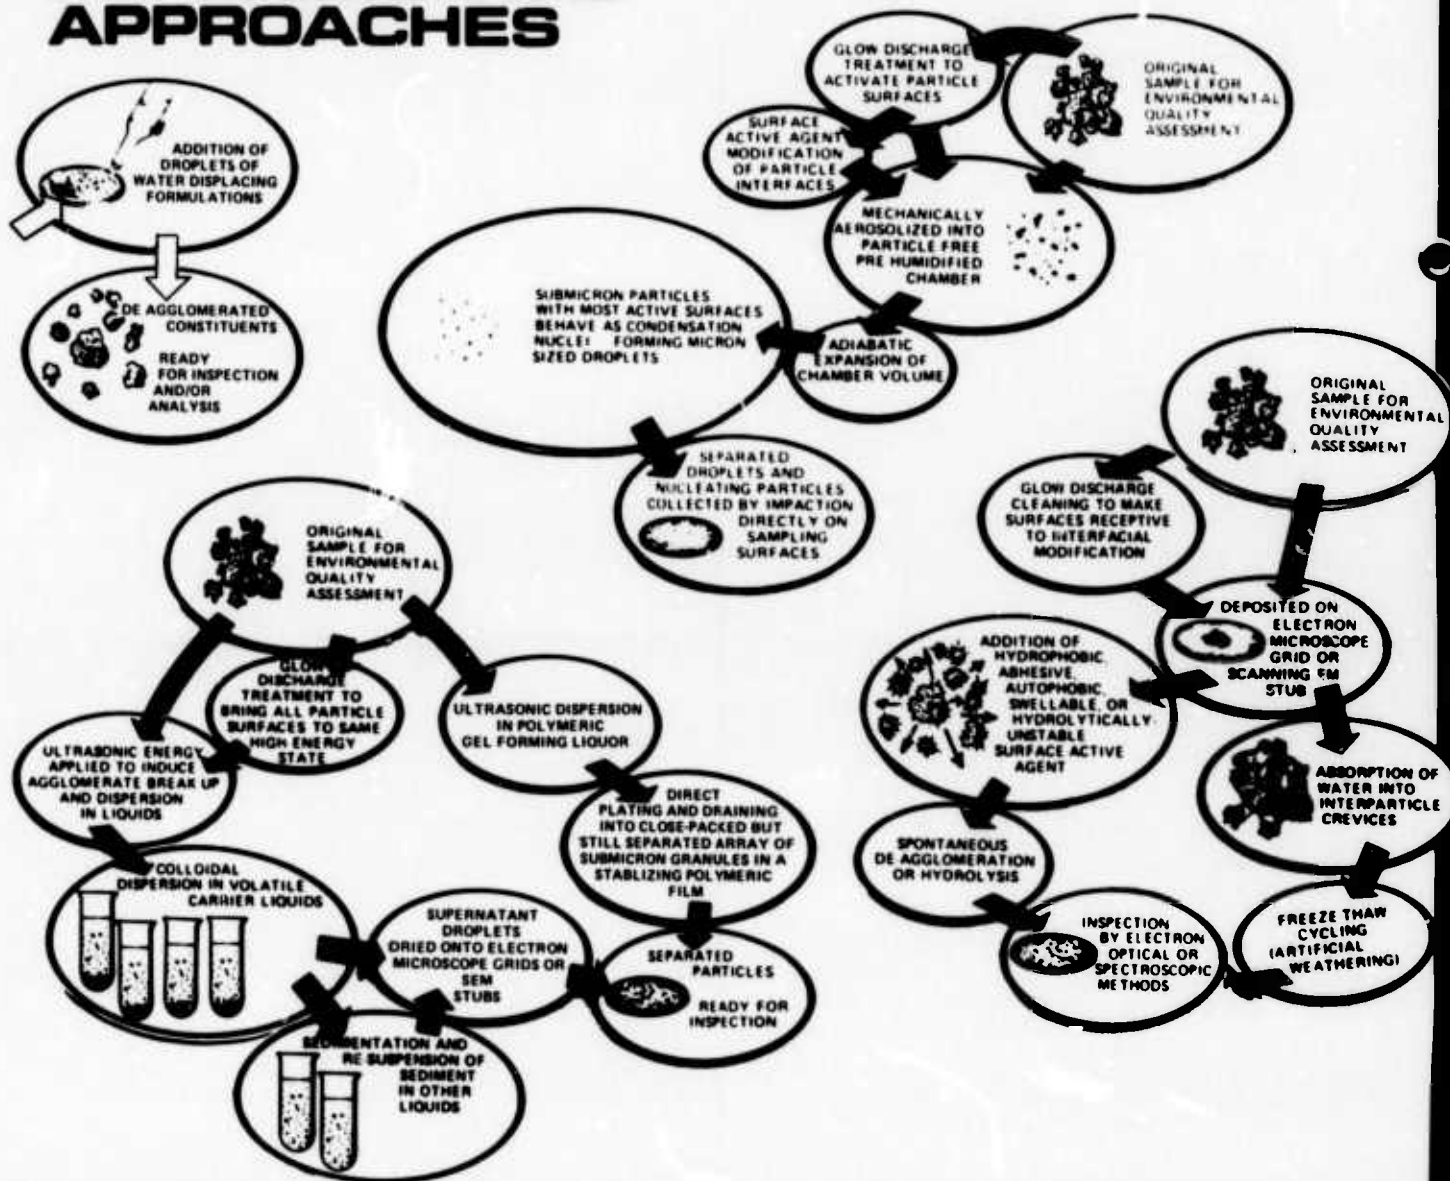 APPROACHES
ADDITION OF
DROPLETS OF
WATER DISPLACING
FORMULATIONS
DE AGGLOMERATED
CONSTITUENTS
READY
FOR INSPECTION
AND/OR
ANALYSIS
GLOW DISCHARGE
TREATMENT TO
ACTIVATE PARTICLE
SURFACES
ORIGINAL
SAMPLE FOR
ENVIRONMENTAL
QUALITY
ASSESSMENT
SURFACE
ACTIVE AGENT
MODIFICATION
OF PARTICLE
INTERFACES
MECHANICALLY
AEROSOLIZED INTO
PARTICLE FREE
PRE HUMIDIFIED
CHAMBER
ADIABATIC
EXPANSION OF
CHAMBER VOLUME
SUBMICRON PARTICLES
WITH MOST ACTIVE SURFACES
BEHAVE AS CONDENSATION
NUCLEI FORMING MICRON
SIZED DROPLETS
SEPARATED
DROPLETS AND
NUCLEATING PARTICLES
COLLECTED BY IMPACTION
DIRECTLY ON
SAMPLING
SURFACES
ORIGINAL
SAMPLE FOR
ENVIRONMENTAL
QUALITY
ASSESSMENT
GLOW DISCHARGE
CLEANING TO MAKE
SURFACES RECEPTIVE
TO INTERFACIAL
MODIFICATION
DEPOSITED ON
ELECTRON
MICROSCOPE
GRID OR
SCANNING EM
STUB
ADDITION OF
HYDROPHOBIC,
ABHESIVE,
AUTOPHOBIC,
SWELLABLE, OR
HYDROLYTICALLY-
UNSTABLE
SURFACE ACTIVE
AGENT
ABSORPTION OF
WATER INTO
INTERPARTICLE
CREVICES
SPONTANEOUS
DE AGGLOMERATION
OR HYDROLYSIS
FREEZE THAW
CYCLING
(ARTIFICIAL
WEATHERING)
INSPECTION
BY ELECTRON
OPTICAL OR
SPECTROSCOPIC
METHODS
ORIGINAL
SAMPLE FOR
ENVIRONMENTAL
QUALITY
ASSESSMENT
GLOW
DISCHARGE
TREATMENT TO
BRING ALL PARTICLE
SURFACES TO SAME
HIGH ENERGY
STATE
ULTRASONIC DISPERSION
IN POLYMERIC
GEL FORMING LIQUOR
ULTRASONIC ENERGY
APPLIED TO INDUCE
AGGLOMERATE BREAK UP
AND DISPERSION
IN LIQUIDS
DIRECT
PLATING AND DRAINING
INTO CLOSE-PACKED BUT
STILL SEPARATED ARRAY OF
SUBMICRON GRANULES IN A
STABLIZING POLYMERIC
FILM
COLLOIDAL
DISPERSION IN VOLATILE
CARRIER LIQUIDS
SUPERNATANT
DROPLETS
DRIED ONTO ELECTRON
MICROSCOPE GRIDS OR
SEM
STUBS
SEPARATED
PARTICLES
READY FOR
INSPECTION
SEDIMENTATION AND
RE SUSPENSION OF
SEDIMENT
IN OTHER
LIQUIDS